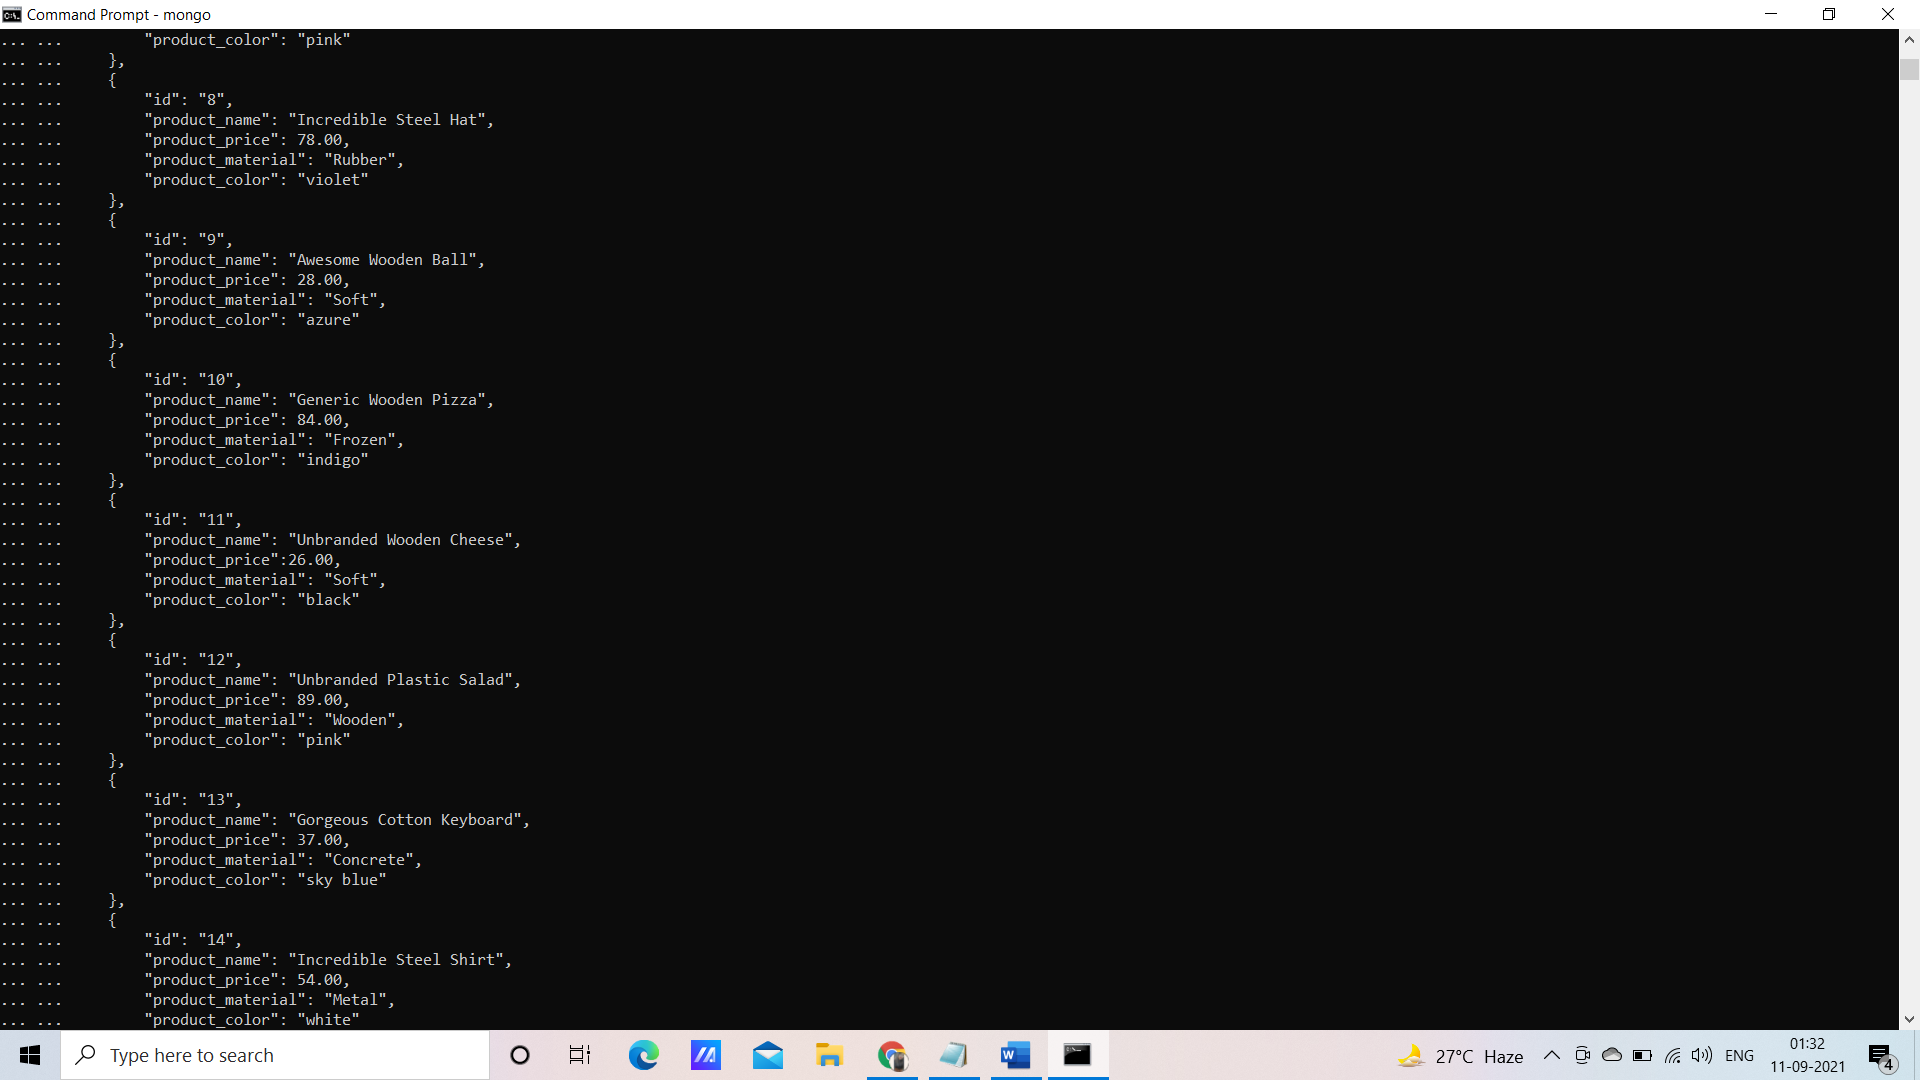 Command Prompt - mongo
... ...         "product_color": "pink"
... ...     },
... ...     {
... ...         "id": "8",
... ...         "product_name": "Incredible Steel Hat",
... ...         "product_price": 78.00,
... ...         "product_material": "Rubber",
... ...         "product_color": "violet"
... ...     },
... ...     {
... ...         "id": "9",
... ...         "product_name": "Awesome Wooden Ball",
... ...         "product_price": 28.00,
... ...         "product_material": "Soft",
... ...         "product_color": "azure"
... ...     },
... ...     {
... ...         "id": "10",
... ...         "product_name": "Generic Wooden Pizza",
... ...         "product_price": 84.00,
... ...         "product_material": "Frozen",
... ...         "product_color": "indigo"
... ...     },
... ...     {
... ...         "id": "11",
... ...         "product_name": "Unbranded Wooden Cheese",
... ...         "product_price":26.00,
... ...         "product_material": "Soft",
... ...         "product_color": "black"
... ...     },
... ...     {
... ...         "id": "12",
... ...         "product_name": "Unbranded Plastic Salad",
... ...         "product_price": 89.00,
... ...         "product_material": "Wooden",
... ...         "product_color": "pink"
... ...     },
... ...     {
... ...         "id": "13",
... ...         "product_name": "Gorgeous Cotton Keyboard",
... ...         "product_price": 37.00,
... ...         "product_material": "Concrete",
... ...         "product_color": "sky blue"
... ...     },
... ...     {
... ...         "id": "14",
... ...         "product_name": "Incredible Steel Shirt",
... ...         "product_price": 54.00,
... ...         "product_material": "Metal",
... ...         "product_color": "white"
Type here to search
27°C Haze
ENG
01:32
11-09-2021
4